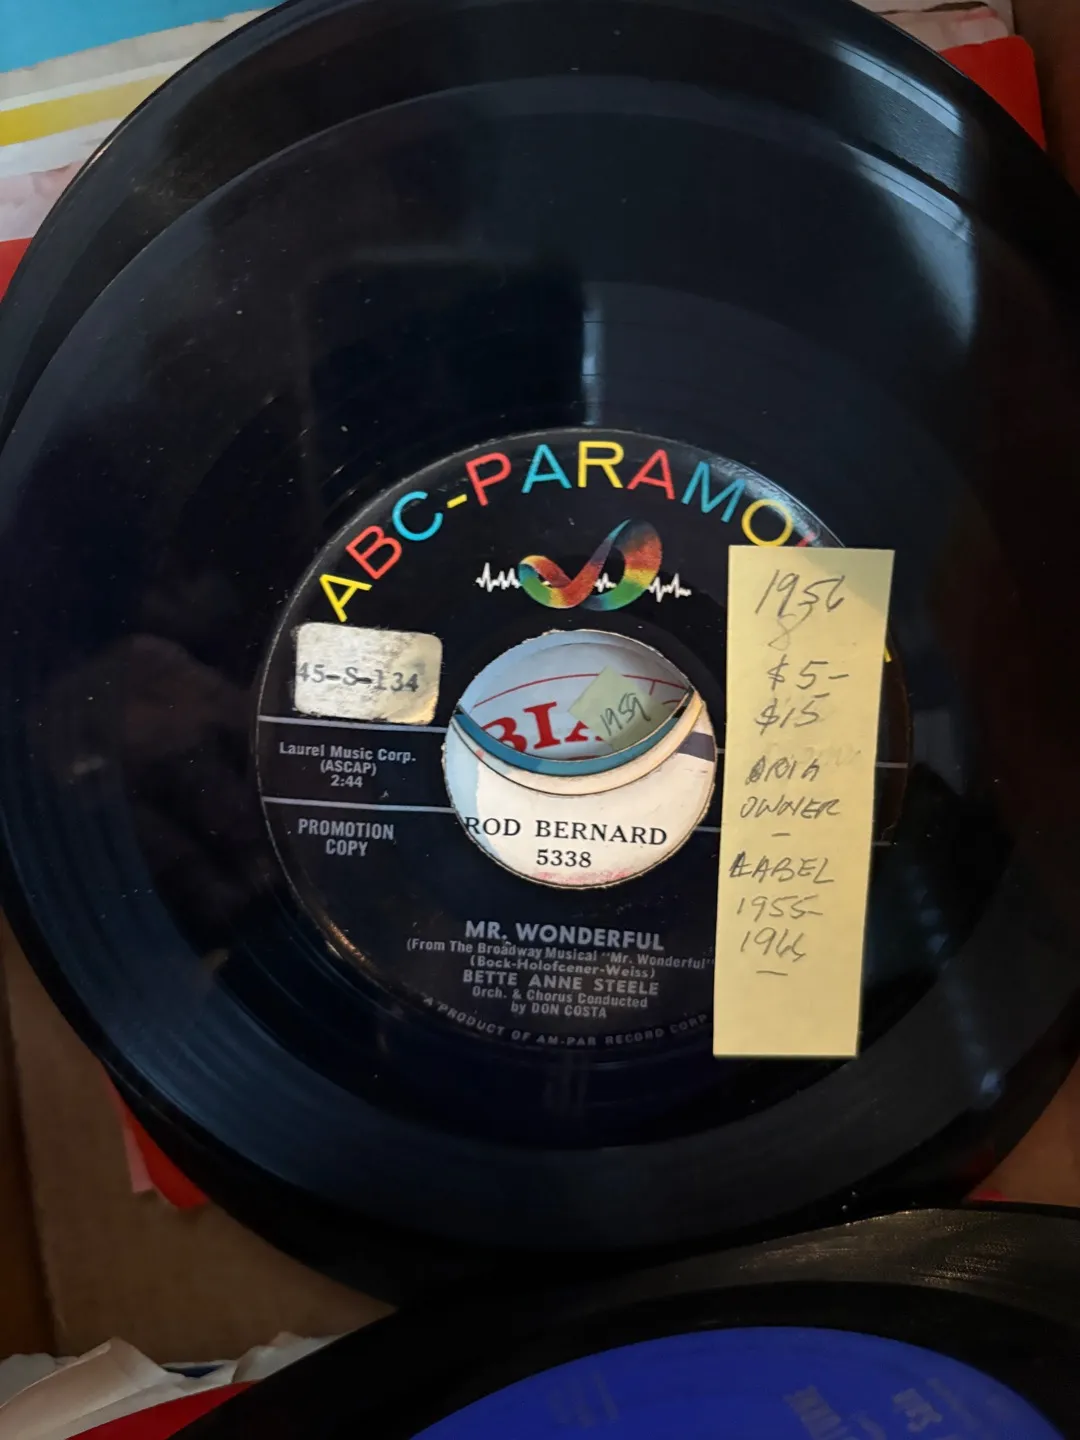 ABC-PARAMOU
45-S-134
Laurel Music Corp.
(ASCAP)
2:44
PROMOTION
COPY
BIA
1959
ROD BERNARD
5338
MR. WONDERFUL
(From The Broadway Musical "Mr. Wonderful"
(Bock-Holofcener-Weiss)
BETTE ANNE STEELE
Orch. & Chorus Conducted
by DON COSTA
A PRODUCT OF AM-PAR RECORD CORP
1956
$5-
$15
OWNER
LABEL
1955-
1966